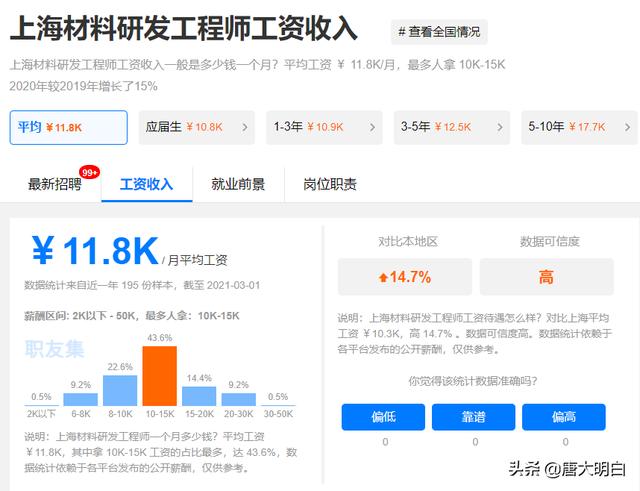 上海材料研发工程师工资收入
# 查看全国情况
上海材料研发工程师工资收入一般是多少钱一个月？平均工资 ￥ 11.8K/月，最多人拿 10K-15K
2020年较2019年增长了15%
平均 ￥11.8K
应届生 ￥10.8K
1-3年 ￥10.9K
3-5年 ￥12.5K
5-10年 ￥17.7K
最新招聘
99+
工资收入
就业前景
岗位职责
￥11.8K / 月平均工资
数据统计来自近一年 195 份样本，截至 2021-03-01
薪酬区间: 2K以下 - 50K，最多人拿：10K-15K
职友集
0.5%
9.2%
22.6%
43.6%
14.4%
9.2%
0.5%
2K以下
6-8K
8-10K
10-15K
15-20K
20-30K
30-50K
说明：上海材料研发工程师一个月多少钱？平均工资
￥11.8K，其中拿 10K-15K 工资的占比最多，达 43.6%，数
据统计依赖于各平台发布的公开薪酬，仅供参考。
对比本地区
数据可信度
14.7%
高
说明：上海材料研发工程师工资待遇怎么样？对比上海平均
工资 ￥10.3K，高 14.7% 。数据可信度高。数据统计依赖于
各平台发布的公开薪酬，仅供参考。
你觉得该统计数据准确吗?
偏低
靠谱
偏高
0
0
0
头条 @唐大明白